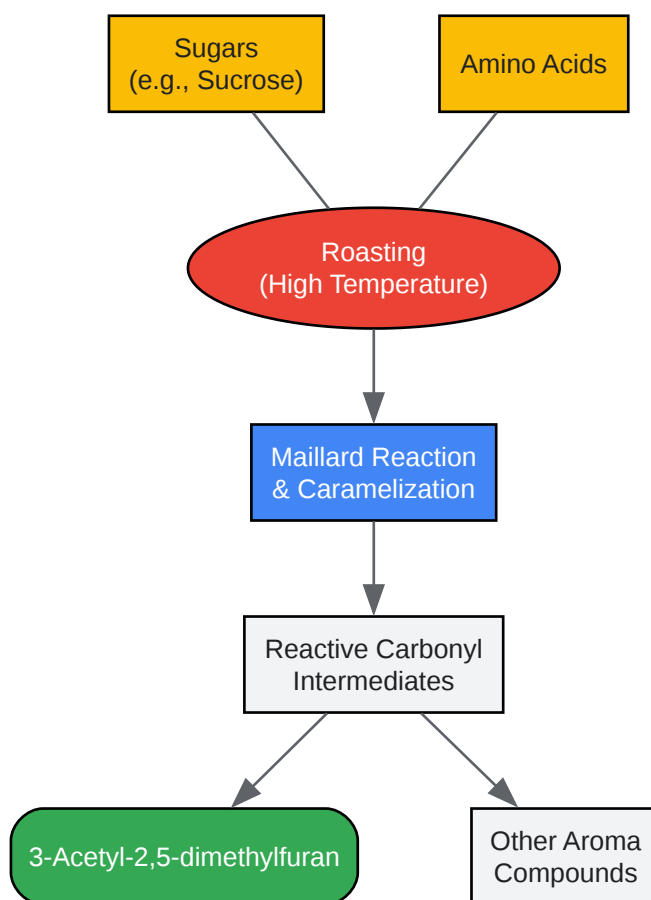 Sugars
(e.g., Sucrose)
Amino Acids
Roasting
(High Temperature)
Maillard Reaction
& Caramelization
Reactive Carbonyl
Intermediates
3-Acetyl-2,5-dimethylfuran
Other Aroma
Compounds